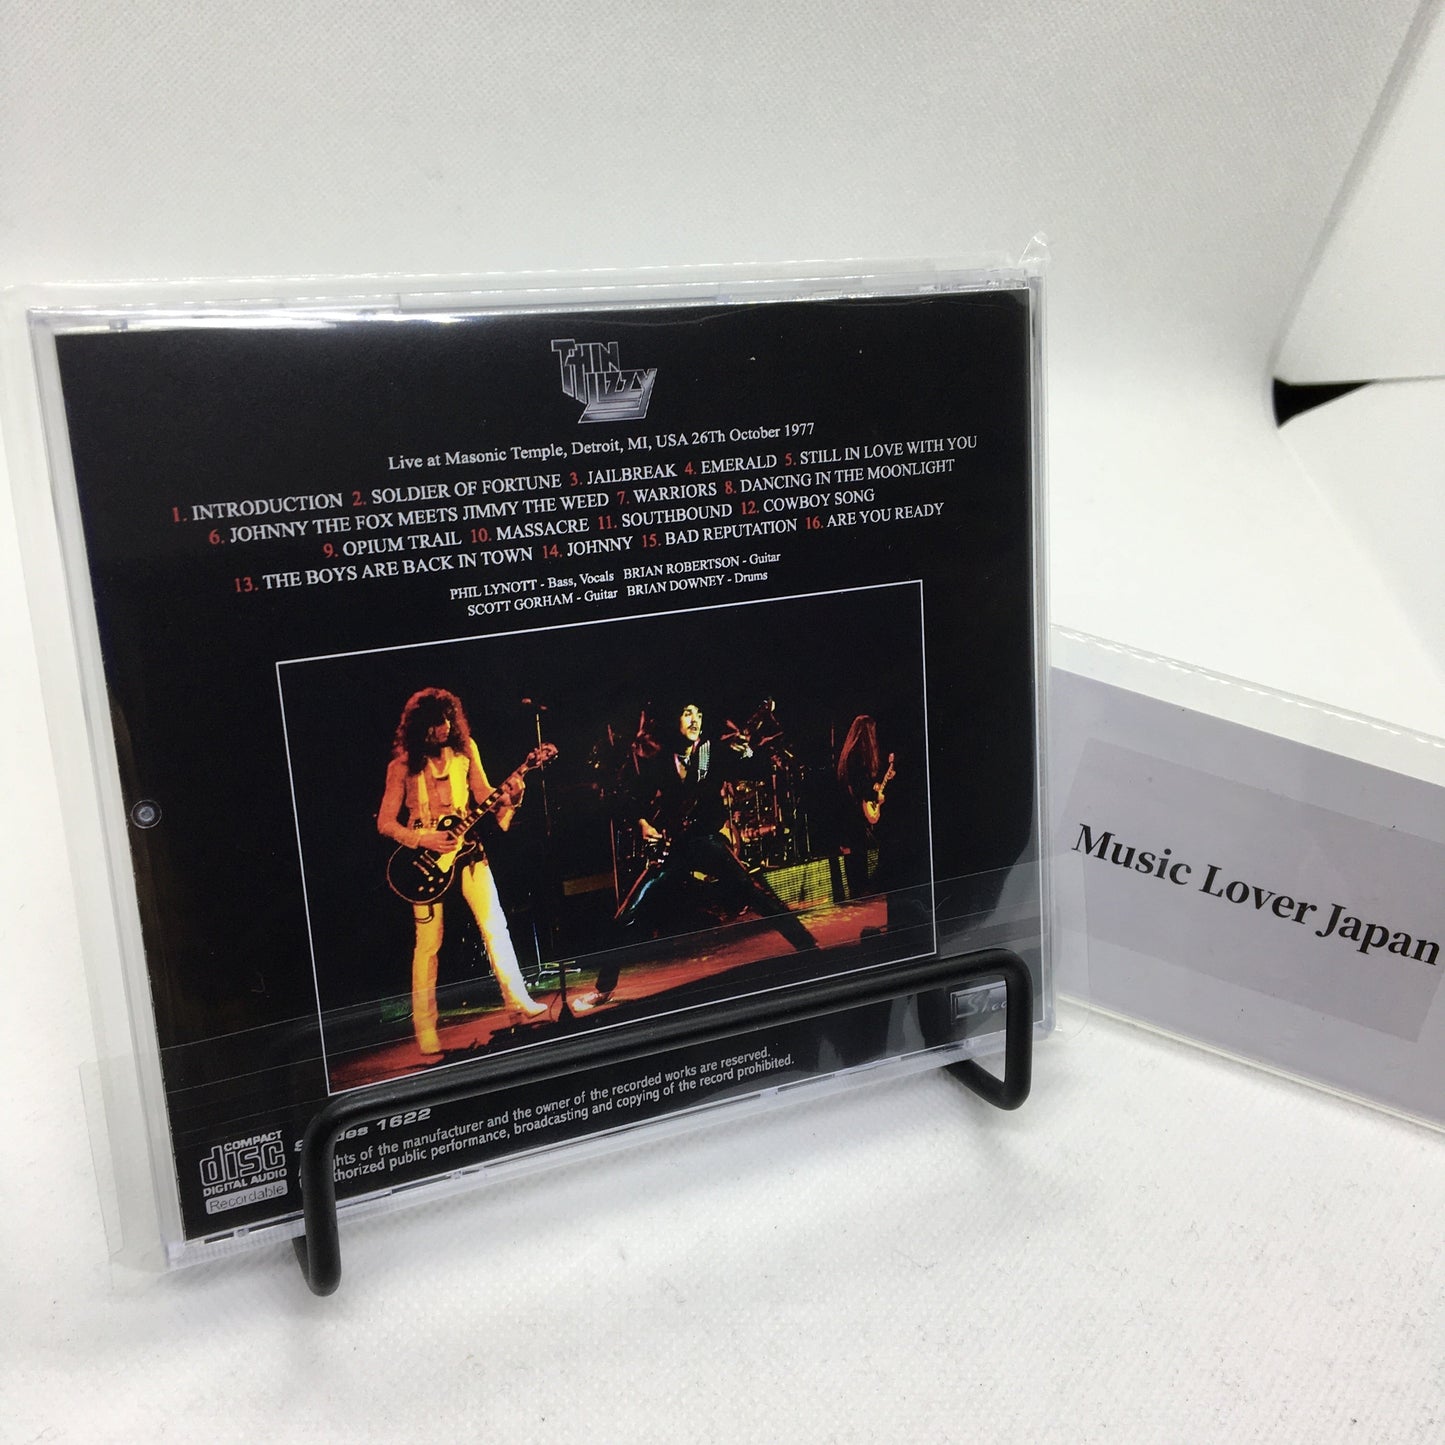 THIN LIZZY
Live at Masonic Temple, Detroit, MI, USA 26Th October 1977
1. INTRODUCTION 2. SOLDIER OF FORTUNE 3. JAILBREAK 4. EMERALD 5. STILL IN LOVE WITH YOU
6. JOHNNY THE FOX MEETS JIMMY THE WEED 7. WARRIORS 8. DANCING IN THE MOONLIGHT
9. OPIUM TRAIL 10. MASSACRE 11. SOUTHBOUND 12. COWBOY SONG
13. THE BOYS ARE BACK IN TOWN 14. JOHNNY 15. BAD REPUTATION 16. ARE YOU READY
PHIL LYNOTT - Bass, Vocals BRIAN ROBERTSON - Guitar
SCOTT GORHAM - Guitar BRIAN DOWNEY - Drums
1622
of the manufacturer and the owner of the recorded works are reserved.
public performance, broadcasting and copying of the record prohibited.
COMPACT
disc
DIGITAL AUDIO
Recordable
Music Lover Japan